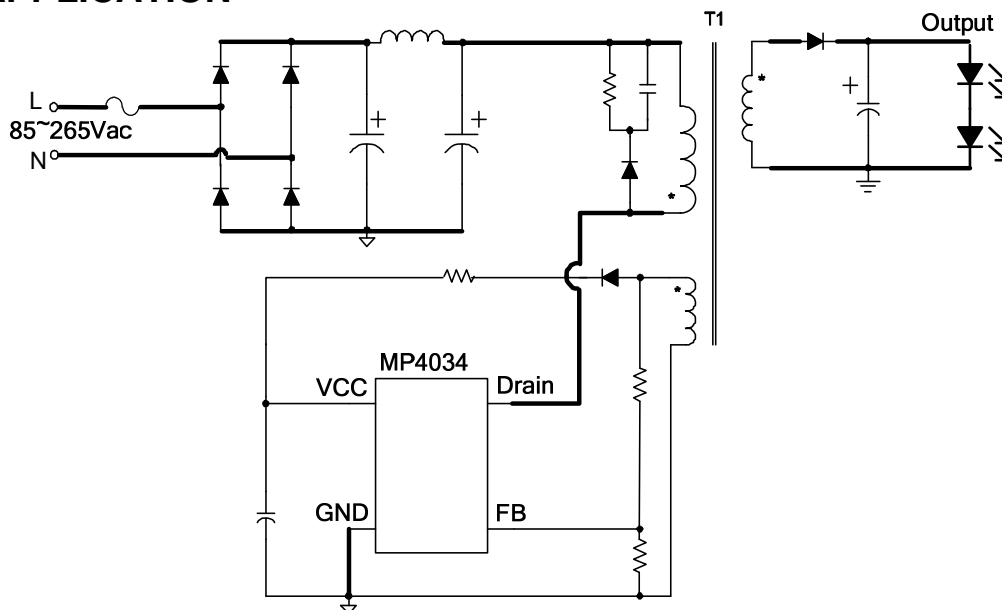 T1
Output
L
85~265Vac
N
MP4034
VCC
Drain
GND
FB